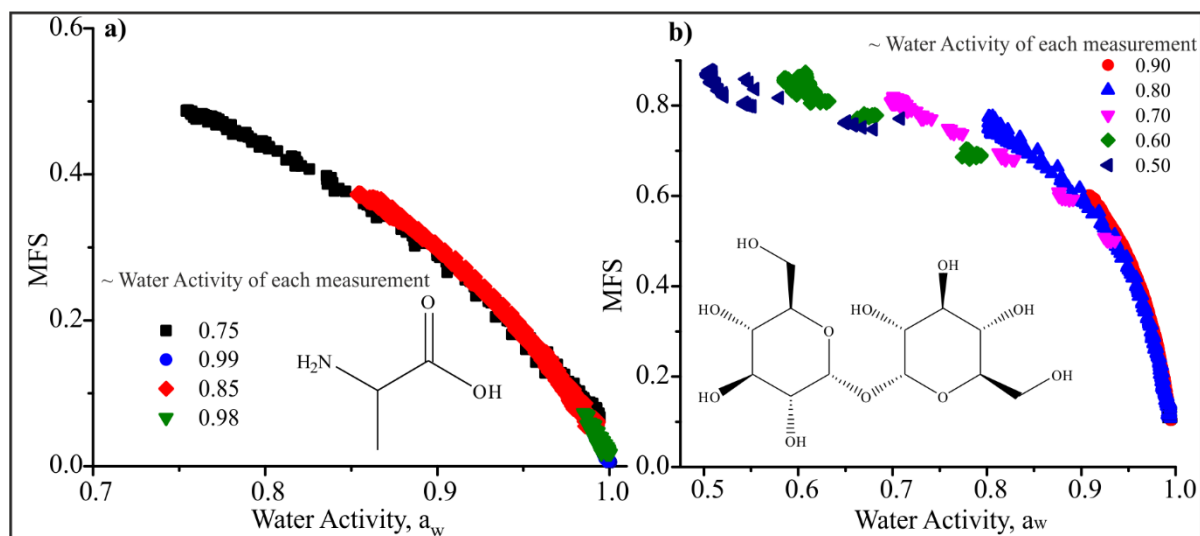 a)
0.6
0.4
0.2
0.0
MFS
~ Water Activity of each measurement
0.75
0.99
0.85
0.98
H₂N
O
OH
0.7 0.8 0.9 1.0
Water Activity, a_w
b)
0.8
0.6
0.4
0.2
0.0
MFS
~ Water Activity of each measurement
0.90
0.80
0.70
0.60
0.50
HO
OH
HO
O
HO
OH
HO
HO
O
O
OH
OH
0.5 0.6 0.7 0.8 0.9 1.0
Water Activity, aw